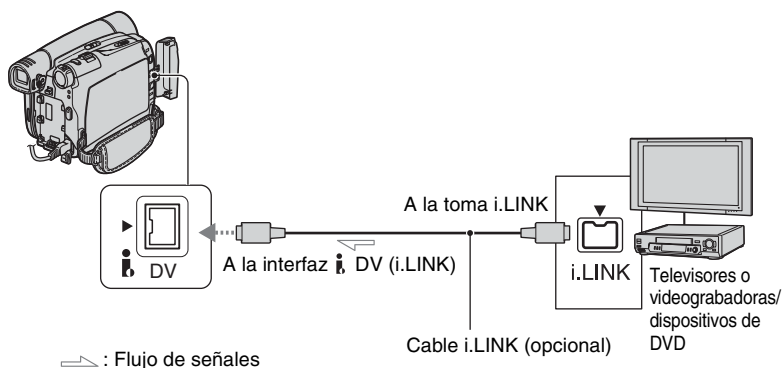 A la toma i.LINK
DV
A la interfaz DV (i.LINK)
i.LINK
Televisores o
videograbadoras/
dispositivos de
DVD
Cable i.LINK (opcional)
: Flujo de señales